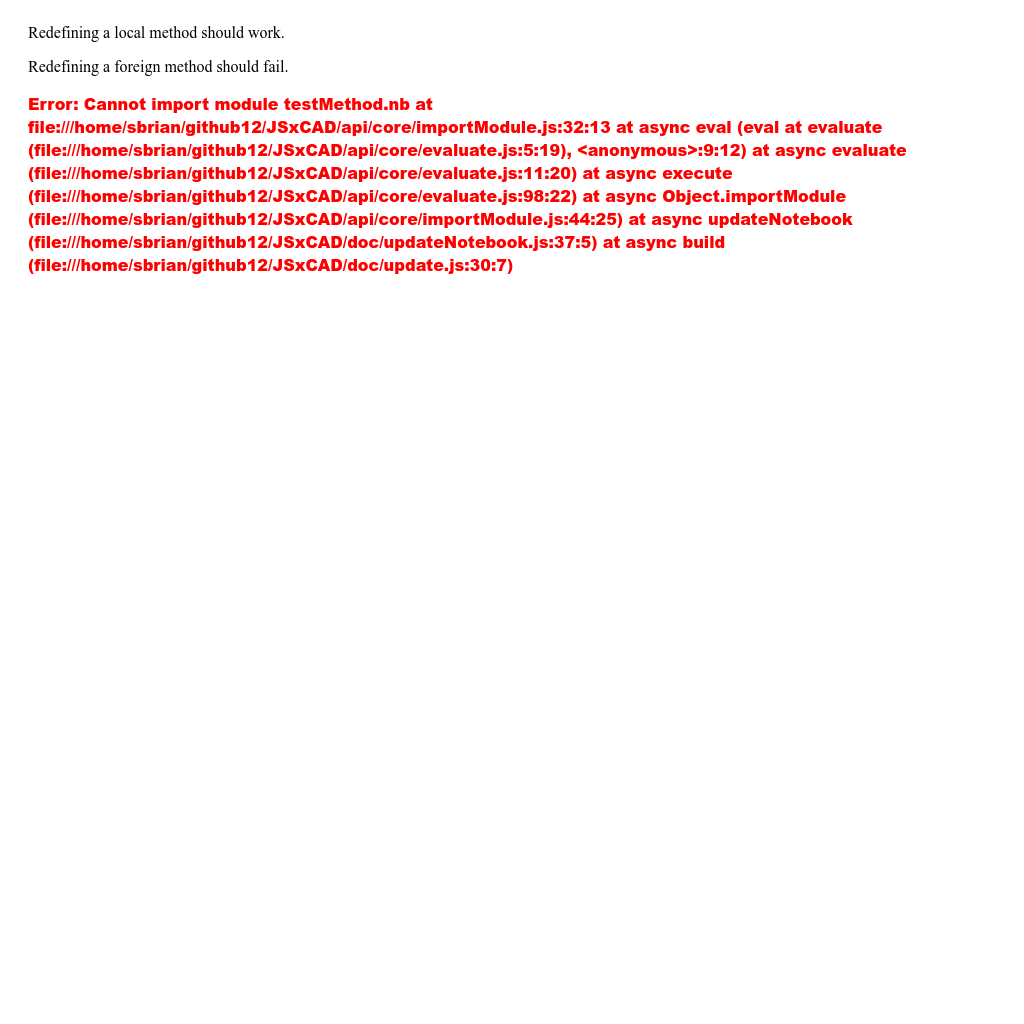 Redefining a local method should work.
Redefining a foreign method should fail.
Error: Cannot import module testMethod.nb at
file:///home/sbrian/github12/JSxCAD/api/core/importModule.js:32:13 at async eval (eval at evaluate
(file:///home/sbrian/github12/JSxCAD/api/core/evaluate.js:5:19), <anonymous>:9:12) at async evaluate
(file:///home/sbrian/github12/JSxCAD/api/core/evaluate.js:11:20) at async execute
(file:///home/sbrian/github12/JSxCAD/api/core/evaluate.js:98:22) at async Object.importModule
(file:///home/sbrian/github12/JSxCAD/api/core/importModule.js:44:25) at async updateNotebook
(file:///home/sbrian/github12/JSxCAD/doc/updateNotebook.js:37:5) at async build
(file:///home/sbrian/github12/JSxCAD/doc/update.js:30:7)